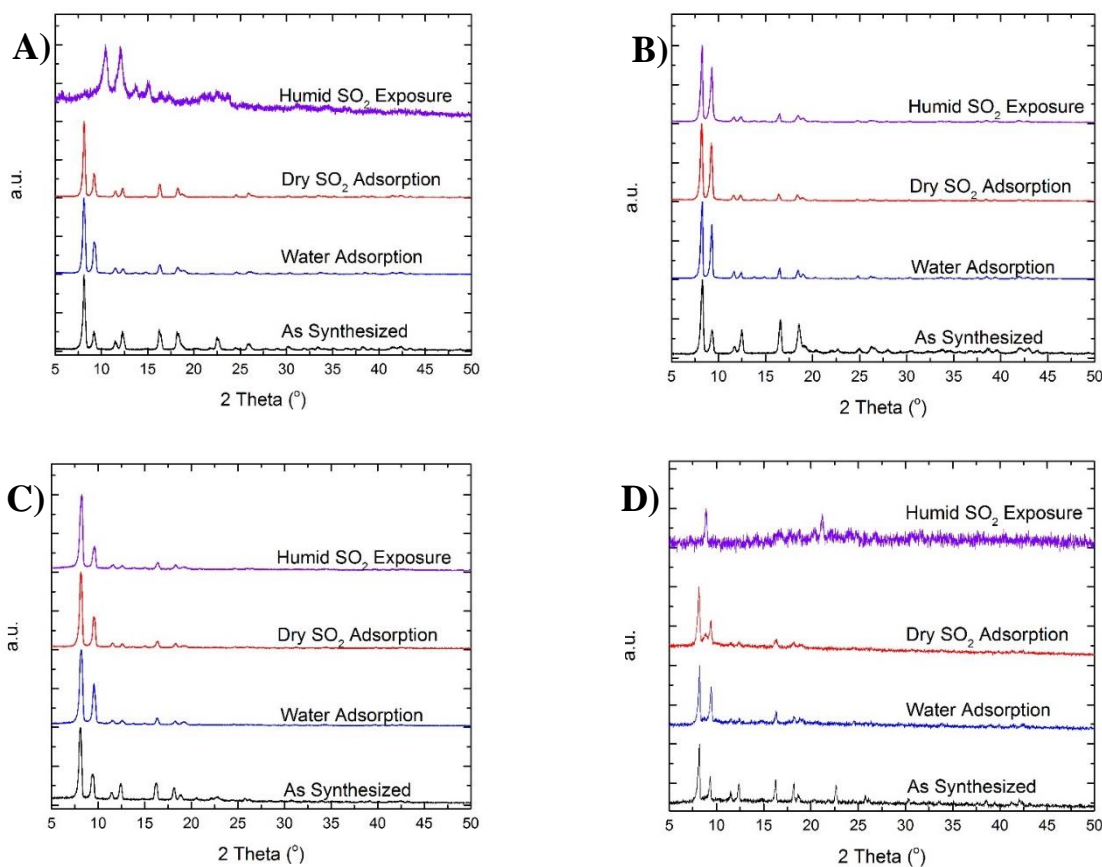 A)
Humid SO2 Exposure
Dry SO2 Adsorption
Water Adsorption
As Synthesized
a.u.
5 10 15 20 25 30 35 40 45 50
2 Theta (o)
B)
Humid SO2 Exposure
Dry SO2 Adsorption
Water Adsorption
As Synthesized
a.u.
5 10 15 20 25 30 35 40 45 50
2 Theta (o)
C)
Humid SO2 Exposure
Dry SO2 Adsorption
Water Adsorption
As Synthesized
a.u.
5 10 15 20 25 30 35 40 45 50
2 Theta (o)
D)
Humid SO2 Exposure
Dry SO2 Adsorption
Water Adsorption
As Synthesized
a.u.
5 10 15 20 25 30 35 40 45 50
2 Theta (o)